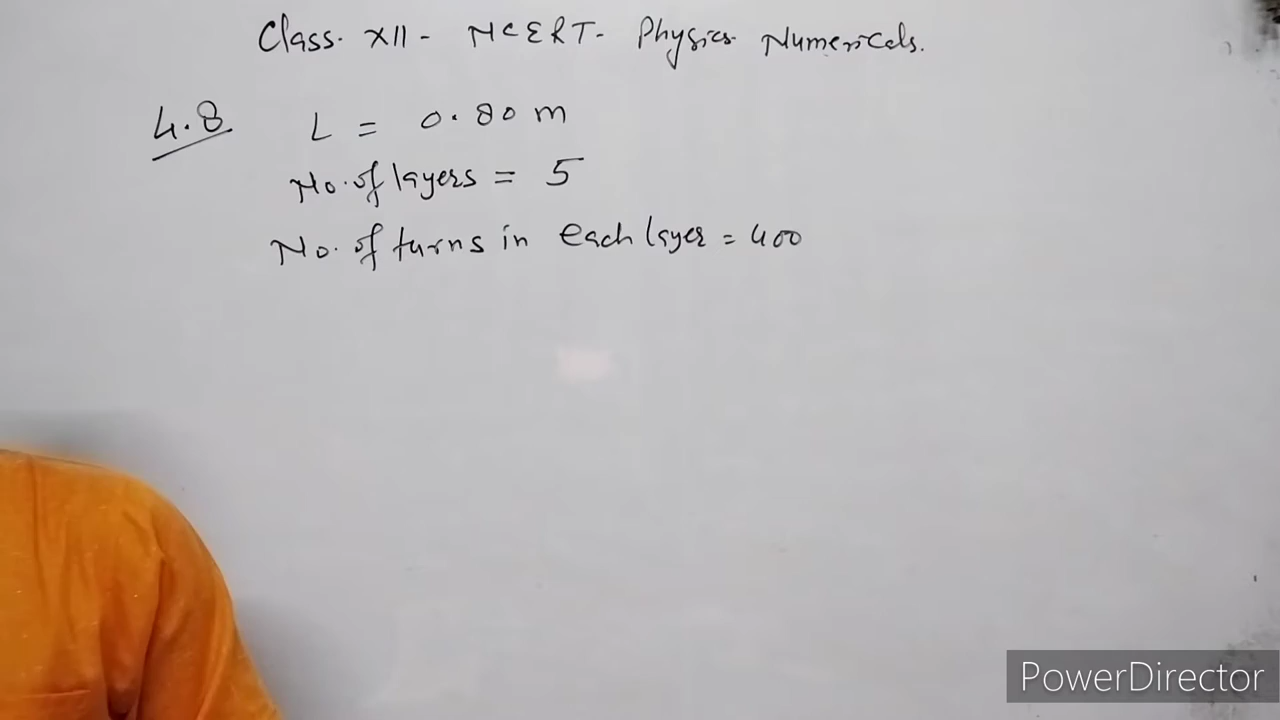 Class. XII - NCERT. Physics Numericals.
4.8 L = 0.80 m
No. of layers = 5
No. of turns in each layer = 400
PowerDirector